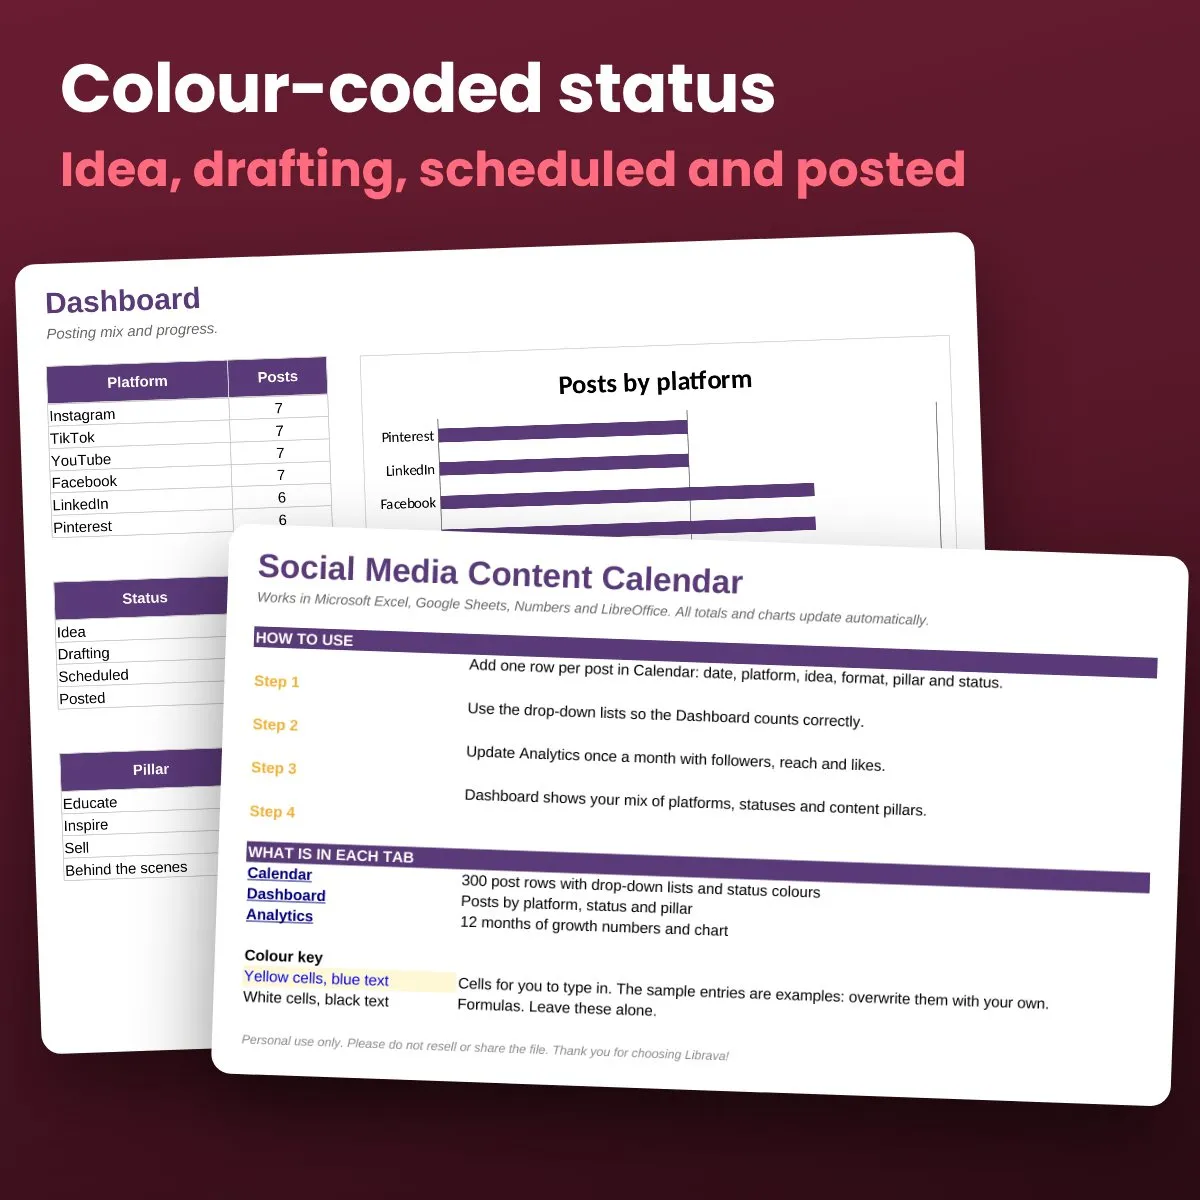 Colour-coded status
Idea, drafting, scheduled and posted
Dashboard
Posting mix and progress.
Platform Posts
Instagram 7
TikTok 7
YouTube 7
Facebook 7
LinkedIn 6
Pinterest 6
Posts by platform
Pinterest
LinkedIn
Facebook
Status
Idea
Drafting
Scheduled
Posted
Pillar
Educate
Inspire
Sell
Behind the scenes
Social Media Content Calendar
Works in Microsoft Excel, Google Sheets, Numbers and LibreOffice. All totals and charts update automatically.
HOW TO USE
Step 1 Add one row per post in Calendar: date, platform, idea, format, pillar and status.
Step 2 Use the drop-down lists so the Dashboard counts correctly.
Step 3 Update Analytics once a month with followers, reach and likes.
Step 4 Dashboard shows your mix of platforms, statuses and content pillars.
WHAT IS IN EACH TAB
Calendar 300 post rows with drop-down lists and status colours
Dashboard Posts by platform, status and pillar
Analytics 12 months of growth numbers and chart
Colour key
Yellow cells, blue text Cells for you to type in. The sample entries are examples: overwrite them with your own.
White cells, black text Formulas. Leave these alone.
Personal use only. Please do not resell or share the file. Thank you for choosing Librava!